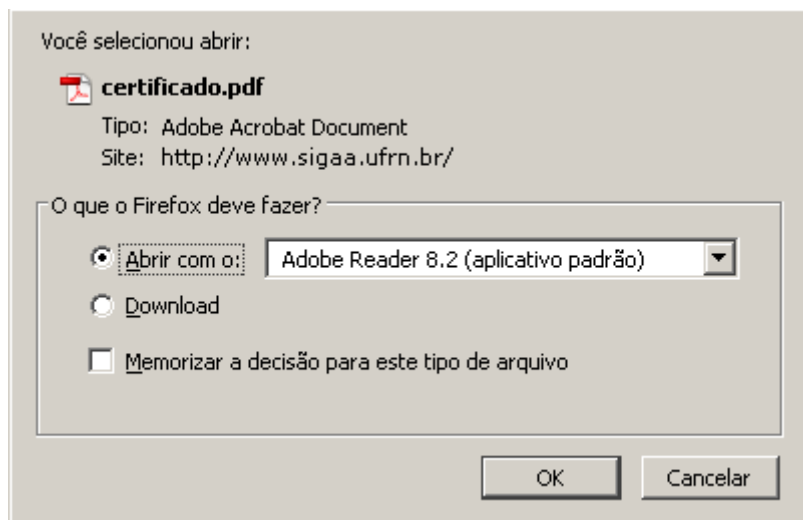 Você selecionou abrir:
certificado.pdf
Tipo: Adobe Acrobat Document
Site: http://www.sigaa.ufrn.br/
O que o Firefox deve fazer?
Abrir com o: Adobe Reader 8.2 (aplicativo padrão)
Download
Memorizar a decisão para este tipo de arquivo
OK Cancelar